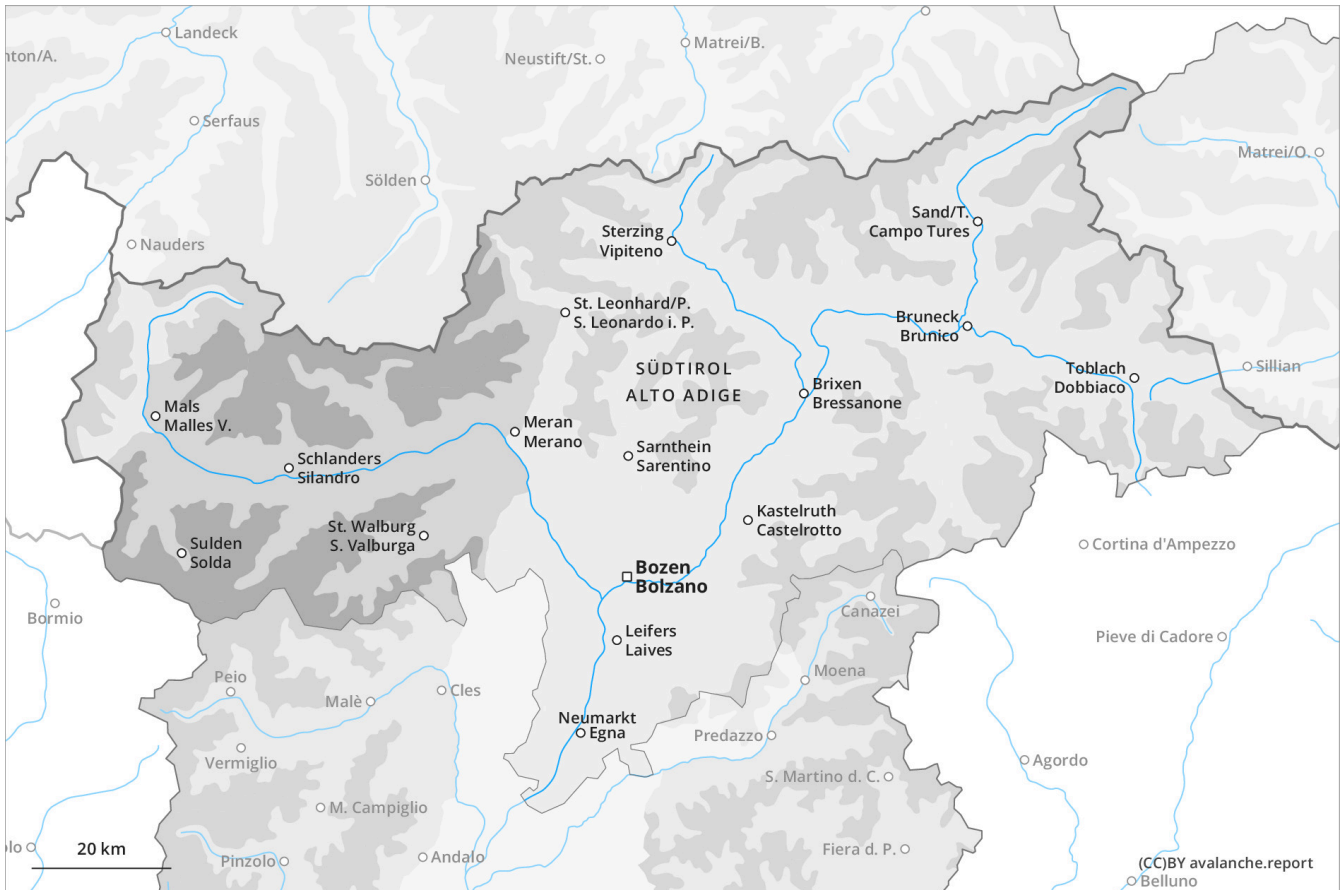 Landeck
nton/A.
Matrei/B.
Neustift/St.
Serfaus
Matrei/O.
Sölden
Sand/T.
Campo Tures
Sterzing
Vipiteno
Nauders
St. Leonhard/P.
S. Leonardo i. P.
Bruneck
Brunico
SÜDTIROL
ALTO ADIGE
Toblach
Dobbiaco
Sillian
Brixen
Bressanone
Mals
Malles V.
Meran
Merano
Sarnthein
Sarentino
Schlanders
Silandro
Kastelruth
Castelrotto
St. Walburg
S. Valburga
Sulden
Solda
Cortina d'Ampezzo
Bozen
Bolzano
Bormio
Canazei
Leifers
Laives
Pieve di Cadore
Peio
Moena
Malè
Cles
Neumarkt
Egna
Predazzo
Vermiglio
Agordo
S. Martino d. C.
M. Campiglio
20 km
olo
Pinzolo
Andalo
Fiera d. P.
(CC)BY avalanche.report
Belluno